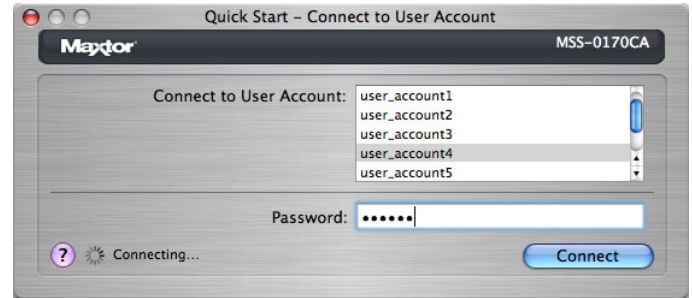 Quick Start – Connect to User Account
Maxtor MSS-0170CA
Connect to User Account:
user_account1
user_account2
user_account3
user_account4
user_account5
Password: ••••••
? Connecting... Connect